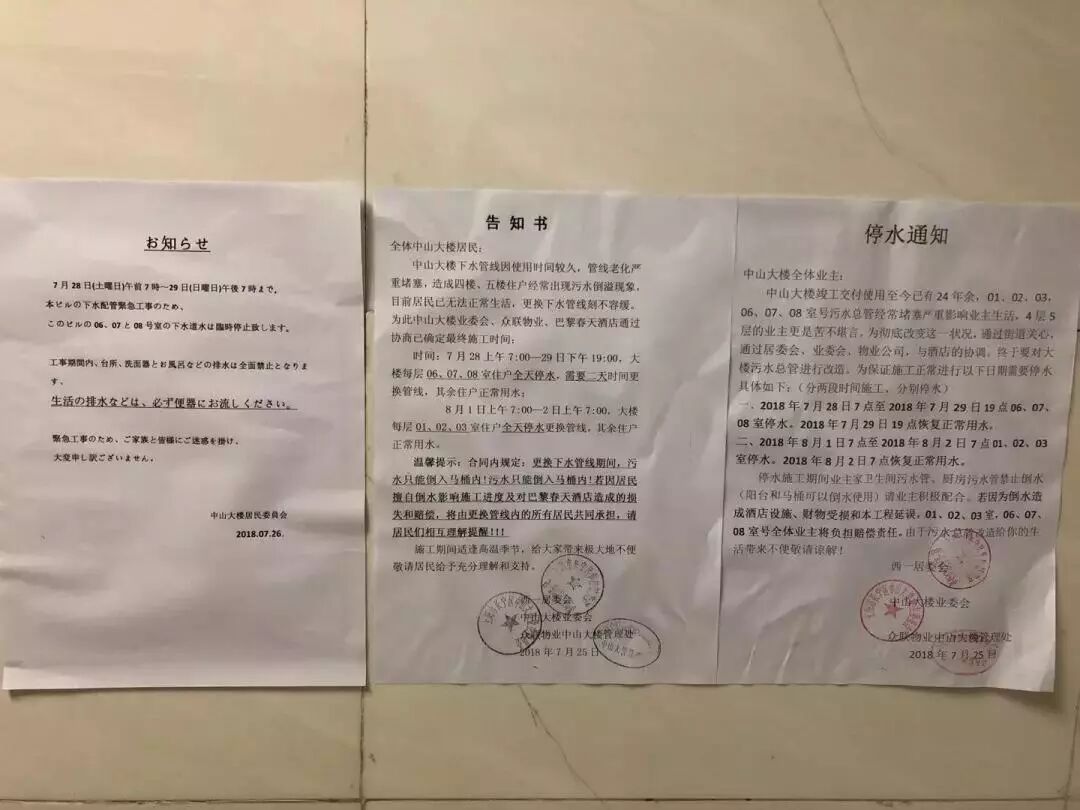 お知らせ
7月28日(土曜日)午前7時～29日(日曜日)午後7時まで。
本ビルの下水配管緊急工事のため、
このビルの06、07と08号室の下水道水は臨時停止致します。
工事期間内、台所、洗面器とお風呂などの排水は全面禁止となりま
す、
生活の排水などは、必ず便器にお流しください。
緊急工事のため、ご家族と皆様にご迷惑を掛け、
大変申し訳ございません。
中山大楼居民委員会
2018.07.26.
告 知 书
全体中山大楼居民:
中山大楼下水管线因使用时间较久，管线老化严
重堵塞，造成四楼、五楼住户经常出现污水倒溢现象，
目前居民已无法正常生活，更换下水管线刻不容缓。
为此中山大楼业委会、众联物业、巴黎春天酒店通过
协商已确定最终施工时间:
时间：7月28上午7:00—29日下午19:00，大
楼每层06、07、08室住户全天停水，需要二天时间更
换管线，其余住户正常用水:
8月1日上午7:00—2日上午7:00，大楼
每层01、02、03室住户全天停水更换管线，其余住户
正常用水。
温馨提示：合同内规定：更换下水管线期间，污
水只能倒入马桶内!污水只能倒入马桶内!若因居民
擅自倒水影响施工进度及对巴黎春天酒店造成的损
失和赔偿，将由更换管线内的所有居民共同承担，请
居民们相互理解提醒!!!
施工期间适逢高温季节，给大家带来极大地不便
敬请居民给予充分理解和支持。
西一居委会
中山大楼业委会
众联物业中山大楼管理处
2018年7月25日
停水通知
中山大楼全体业主:
中山大楼竣工交付使用至今已有24年余，01、02、03，
06、07、08室号污水总管经常堵塞严重影响业主生活，4层5
层的业主更是苦不堪言，为彻底改变这一状况，通过街道关心，
通过居委会、业委会、物业公司，与酒店的协调。终于要对大
楼污水总管进行改造。为保证施工正常进行以下日期需要停水
具体如下:（分两段时间施工、分别停水）
一、2018年7月28日7点至2018年7月29日19点06、07、
08室停水。2018年7月29日19点恢复正常用水。
二、2018年8月1日7点至2018年8月2日7点01、02、03
室停水。2018年8月2日7点恢复正常用水。
停水施工期间业主家卫生间污水管、厨房污水管禁止倒水
（阳台和马桶可以倒水使用）请业主积极配合。若因为倒水造
成酒店设施、财物受损和本工程延误，01、02、03室，06、07、
08室号全体业主将负担赔偿责任，由于污水总管改造给你的生
活带来不便敬请谅解！
西一居委会
中山大楼业委会
众联物业中山大楼管理处
2018年7月25日